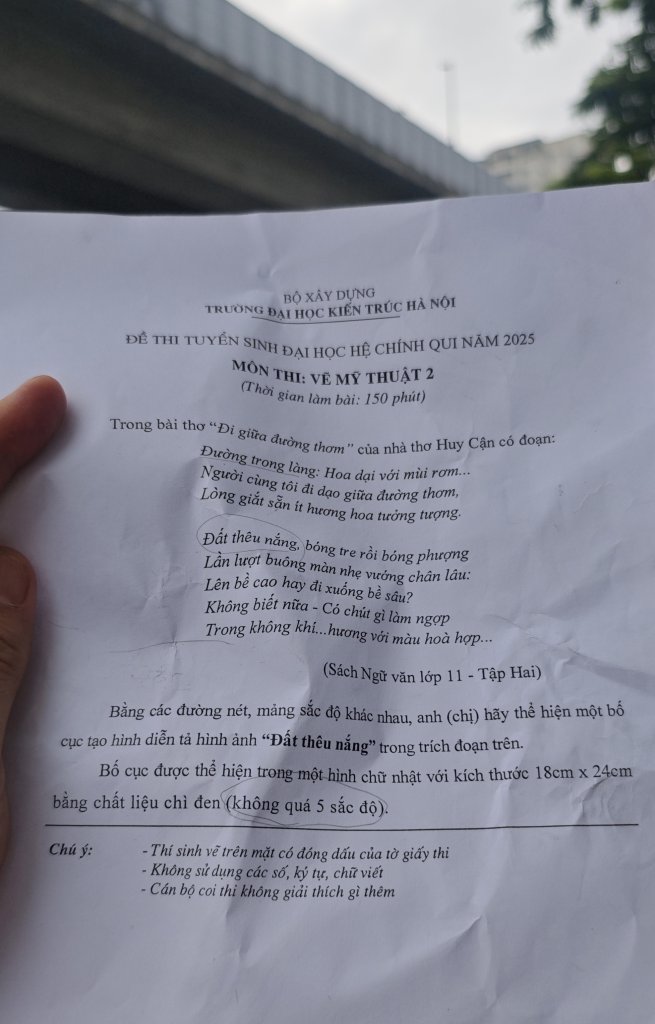 BỘ XÂY DỰNG
TRƯỜNG ĐẠI HỌC KIẾN TRÚC HÀ NỘI
ĐỀ THI TUYỂN SINH ĐẠI HỌC HỆ CHÍNH QUI NĂM 2025
MÔN THI: VẼ MỸ THUẬT 2
(Thời gian làm bài: 150 phút)
Trong bài thơ “Đi giữa đường thơm” của nhà thơ Huy Cận có đoạn:
Đường trong làng: Hoa dại với mùi rơm...
Người cùng tôi đi dạo giữa đường thơm,
Lòng giắt sẵn ít hương hoa tưởng tượng.
Đất thêu nắng, bóng tre rồi bóng phượng
Lần lượt buông màn nhẹ vướng chân lâu:
Lên bề cao hay đi xuống bề sâu?
Không biết nữa - Có chút gì làm ngợp
Trong không khí...hương với màu hoà hợp...
(Sách Ngữ văn lớp 11 - Tập Hai)
Bằng các đường nét, mảng sắc độ khác nhau, anh (chị) hãy thể hiện một bố
cục tạo hình diễn tả hình ảnh “Đất thêu nắng” trong trích đoạn trên.
Bố cục được thể hiện trong một hình chữ nhật với kích thước 18cm x 24cm
bằng chất liệu chì đen (không quá 5 sắc độ).
Chú ý: - Thí sinh vẽ trên mặt có đóng dấu của tờ giấy thi
- Không sử dụng các số, ký tự, chữ viết
- Cán bộ coi thi không giải thích gì thêm